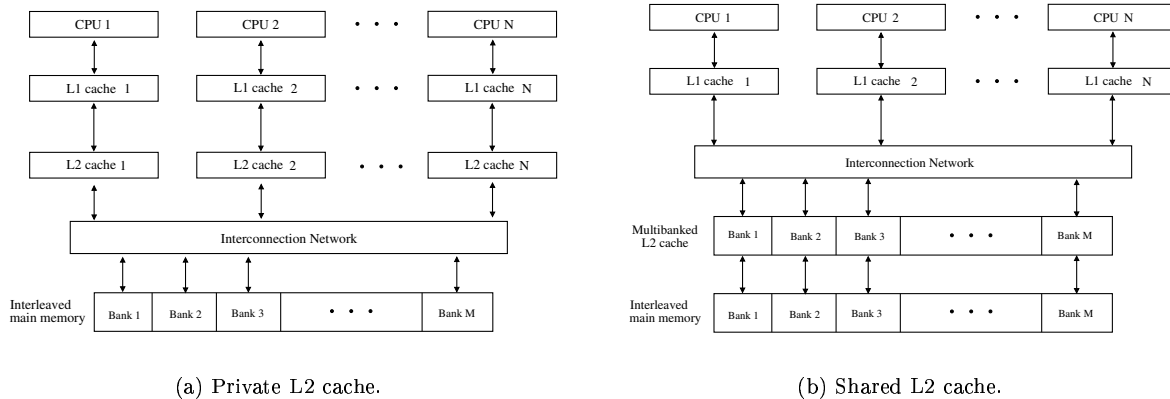 CPU 1
CPU 2
CPU N
L1 cache 1
L1 cache 2
L1 cache N
L2 cache 1
L2 cache 2
L2 cache N
Interconnection Network
Interleaved
main memory
Bank 1
Bank 2
Bank 3
Bank M
(a) Private L2 cache.
CPU 1
CPU 2
CPU N
L1 cache 1
L1 cache 2
L1 cache N
Interconnection Network
Multibanked
L2 cache
Bank 1
Bank 2
Bank 3
Bank M
Interleaved
main memory
Bank 1
Bank 2
Bank 3
Bank M
(b) Shared L2 cache.